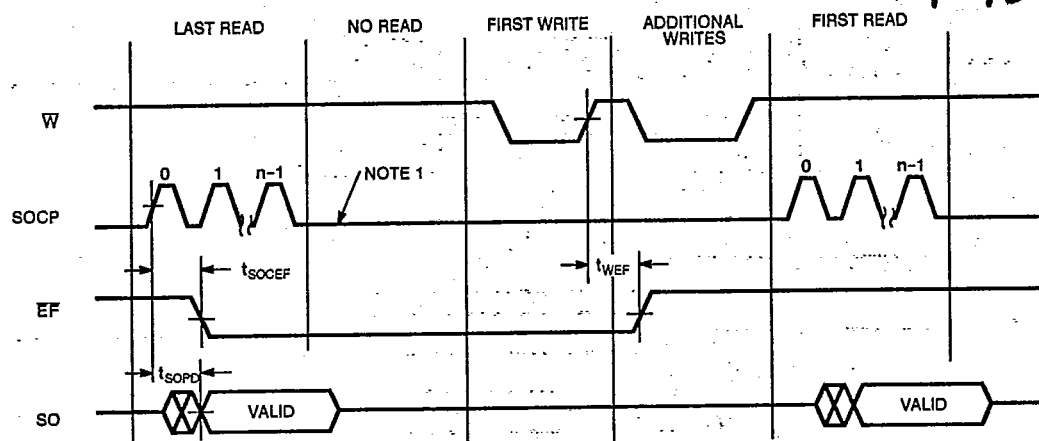 LAST READ NO READ FIRST WRITE ADDITIONAL WRITES FIRST READ
W̅
0 1 n-1 NOTE 1 0 1 n-1
SOCP
tSOCEF tWEF
E̅F̅
tSOPD
SO VALID VALID